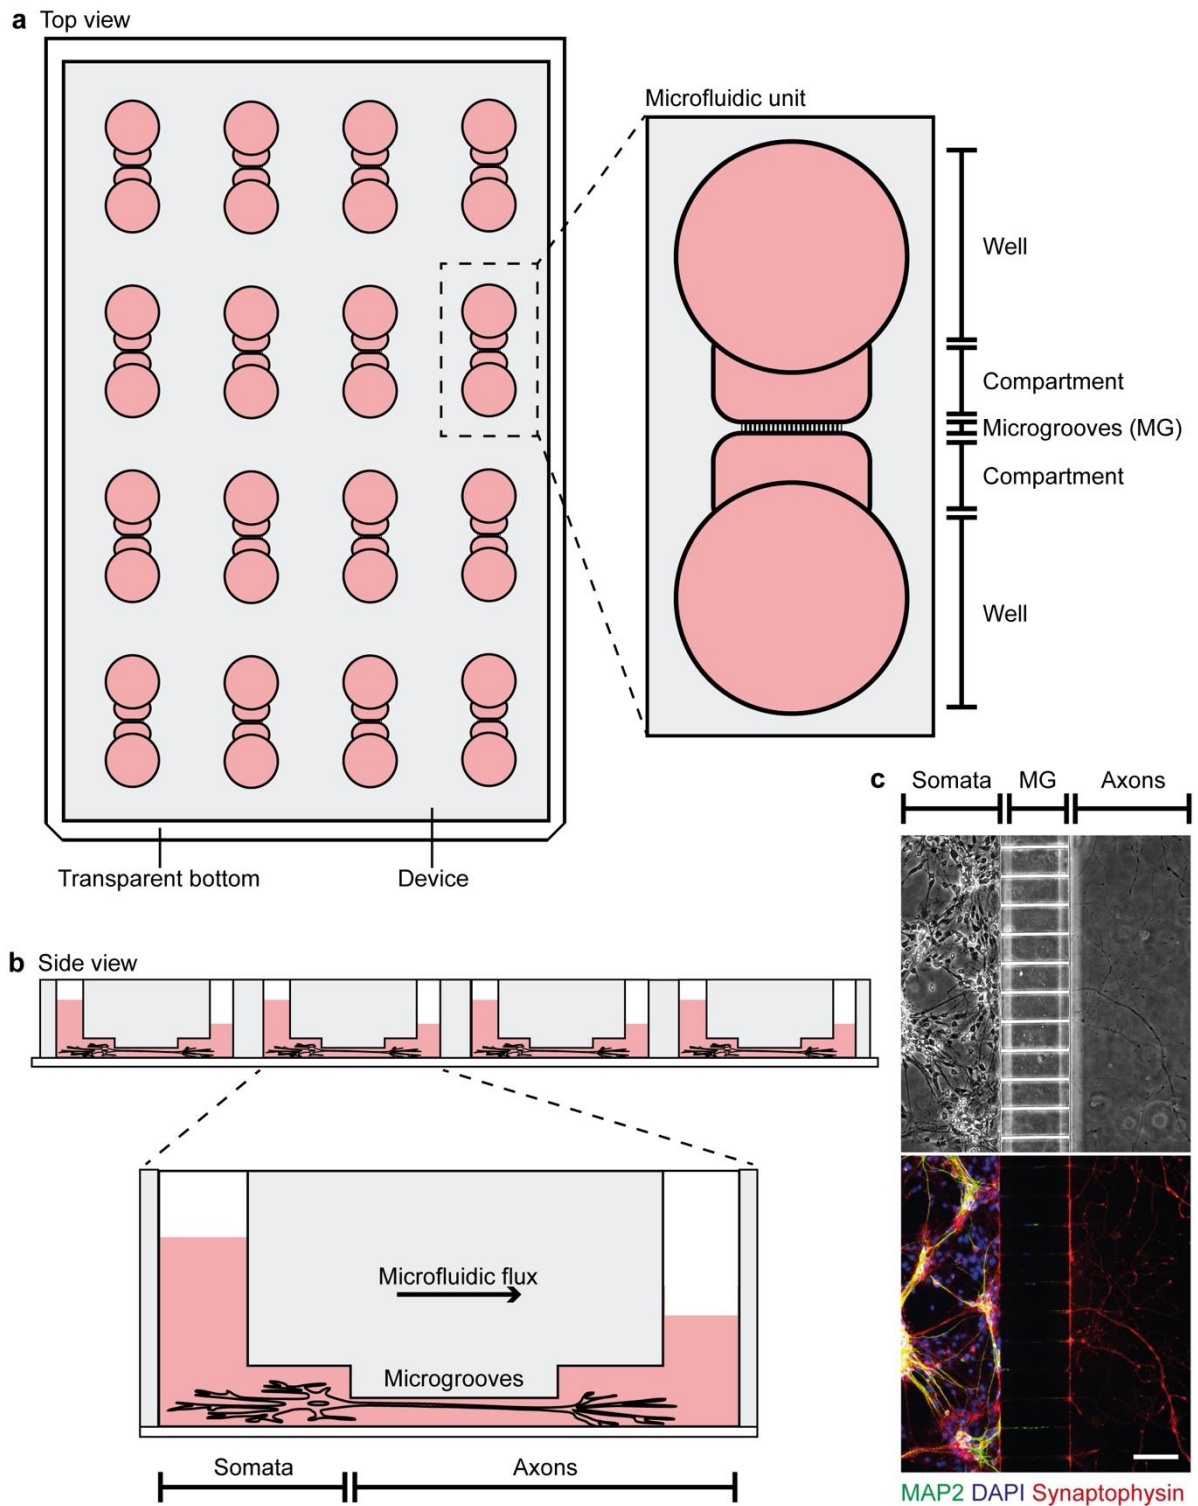 a Top view
Microfluidic unit
Well
Compartment
Microgrooves (MG)
Compartment
Well
Transparent bottom
Device
b Side view
Microfluidic flux
Microgrooves
Somata
Axons
c Somata MG Axons
MAP2 DAPI Synaptophysin